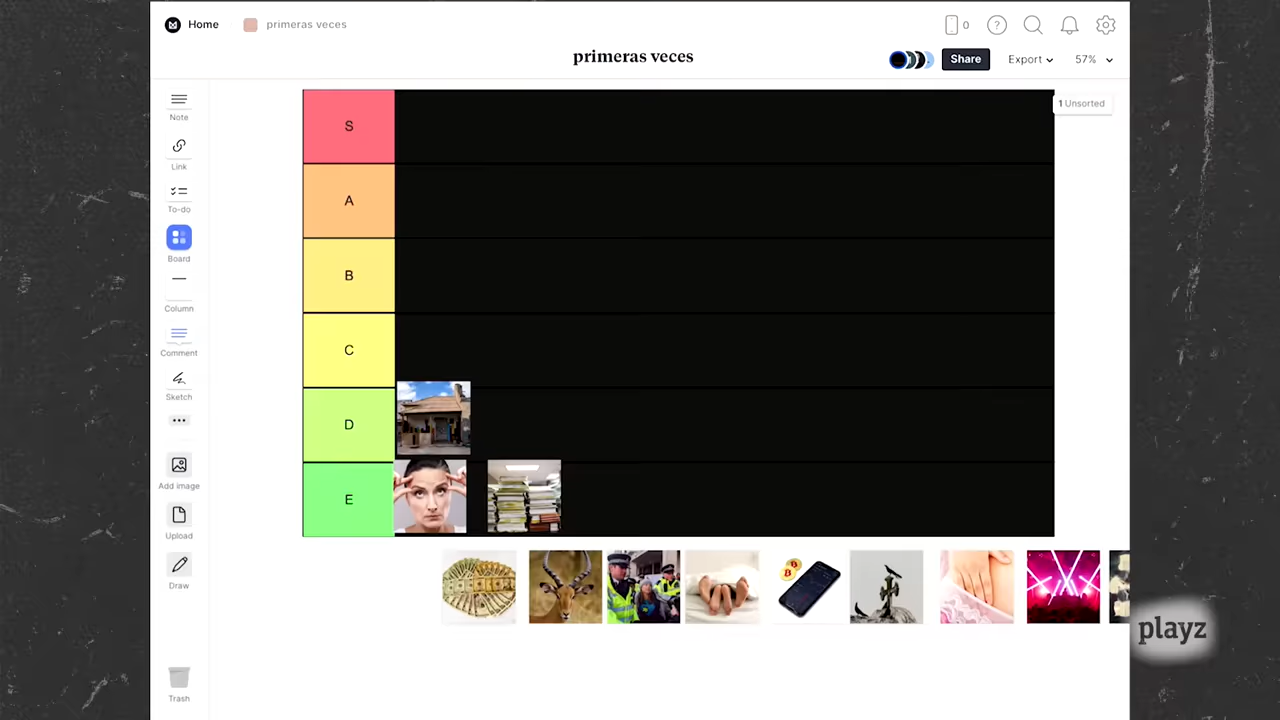 Home
primeras veces
0
?
primeras veces
Share
Export
57%
1 Unsorted
Note
Link
To-do
Board
Column
Comment
Sketch
Add image
Upload
Draw
Trash
S
A
B
C
D
E
playz